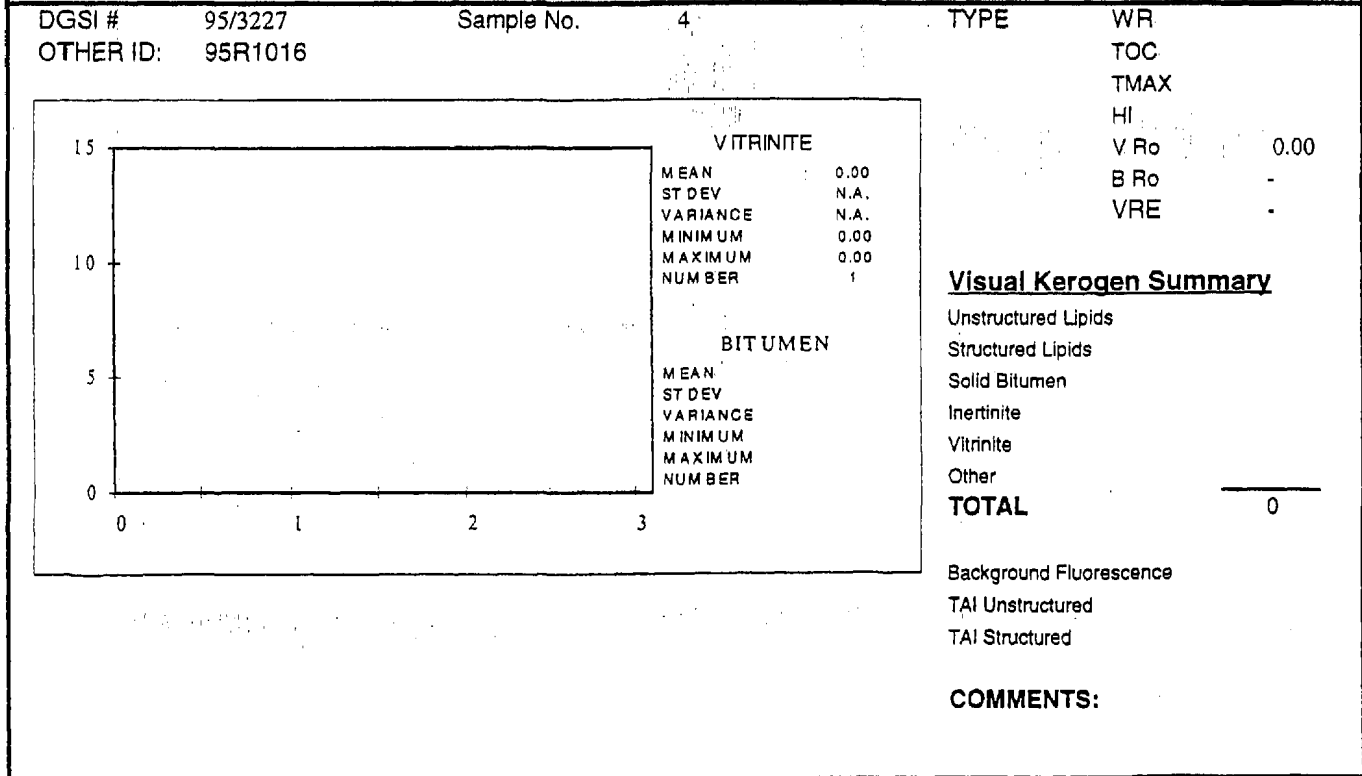 DGSI # 95/3227 Sample No. 4
OTHER ID: 95R1016
15
10
5
0
0 1 2 3
VITRINITE
MEAN 0.00
ST DEV N.A.
VARIANCE N.A.
MINIMUM 0.00
MAXIMUM 0.00
NUMBER 1
BITUMEN
MEAN
ST DEV
VARIANCE
MINIMUM
MAXIMUM
NUMBER
TYPE WR
TOC
TMAX
HI
V Ro 0.00
B Ro -
VRE -
Visual Kerogen Summary
Unstructured Lipids
Structured Lipids
Solid Bitumen
Inertinite
Vitrinite
Other
TOTAL 0
Background Fluorescence
TAI Unstructured
TAI Structured
COMMENTS: